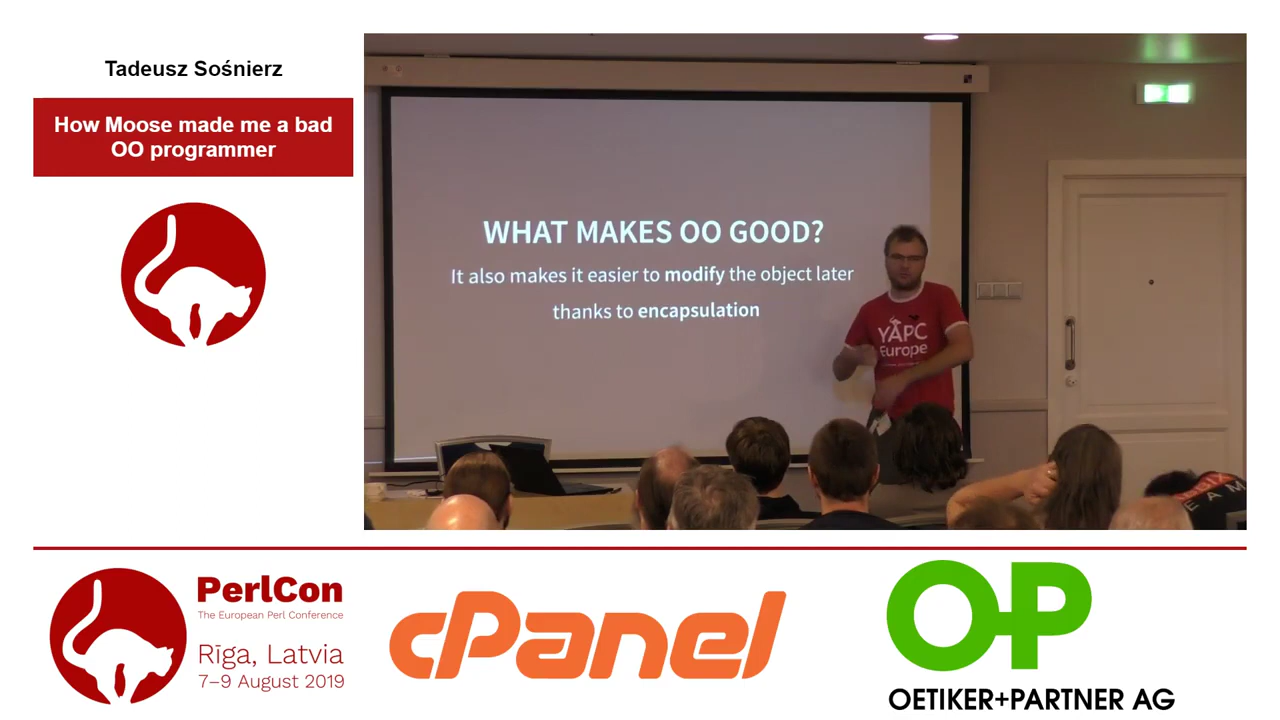 Tadeusz Sośnierz
How Moose made me a bad
OO programmer
WHAT MAKES OO GOOD?
It also makes it easier to modify the object later
thanks to encapsulation
YAPC
Europe
PerlCon
The European Perl Conference
Rīga, Latvia
7–9 August 2019
cPanel
O+P
OETIKER+PARTNER AG